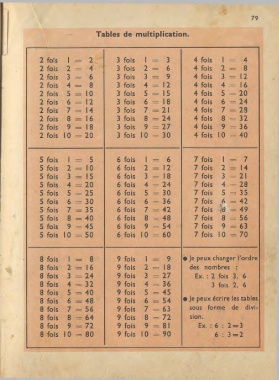 79
Tables de multiplication.
2 fois 1 = 2
2 fois 2 = 4
2 fois 3 = 6
2 fois 4 = 8
2 fois 5 = 10
2 fois 6 = 12
2 fois 7 = 14
2 fois 8 = 16
2 fois 9 = 18
2 fois 10 = 20
3 fois 1 = 3
3 fois 2 = 6
3 fois 3 = 9
3 fois 4 = 12
3 fois 5 = 15
3 fois 6 = 18
3 fois 7 = 21
3 fois 8 = 24
3 fois 9 = 27
3 fois 10 = 30
4 fois 1 = 4
4 fois 2 = 8
4 fois 3 = 12
4 fois 4 = 16
4 fois 5 = 20
4 fois 6 = 24
4 fois 7 = 28
4 fois 8 = 32
4 fois 9 = 36
4 fois 10 = 40
5 fois 1 = 5
5 fois 2 = 10
5 fois 3 = 15
5 fois 4 = 20
5 fois 5 = 25
5 fois 6 = 30
5 fois 7 = 35
5 fois 8 = 40
5 fois 9 = 45
5 fois 10 = 50
6 fois 1 = 6
6 fois 2 = 12
6 fois 3 = 18
6 fois 4 = 24
6 fois 5 = 30
6 fois 6 = 36
6 fois 7 = 42
6 fois 8 = 48
6 fois 9 = 54
6 fois 10 = 60
7 fois 1 = 7
7 fois 2 = 14
7 fois 3 = 21
7 fois 4 = 28
7 fois 5 = 35
7 fois 6 = 42
7 fois = 49
7 fois 8 = 56
7 fois 9 = 63
7 fois 10 = 70
8 fois 1 = 8
8 fois 2 = 16
8 fois 3 = 24
8 fois 4 = 32
8 fois 5 = 40
8 fois 6 = 48
8 fois 7 = 56
8 fois 8 = 64
8 fois 9 = 72
8 fois 10 = 80
9 fois 1 = 9
9 fois 2 = 18
9 fois 3 = 27
9 fois 4 = 36
9 fois 5 = 45
9 fois 6 = 54
9 fois 7 = 63
9 fois 8 = 72
9 fois 9 = 81
9 fois 10 = 90
● Je peux changer l'ordre
des nombres :
Ex. : 2 fois 3, 6
3 fois 2, 6
● Je peux écrire les tables
sous forme de divi-
sion.
Ex. : 6 : 2=3
6 : 3=2